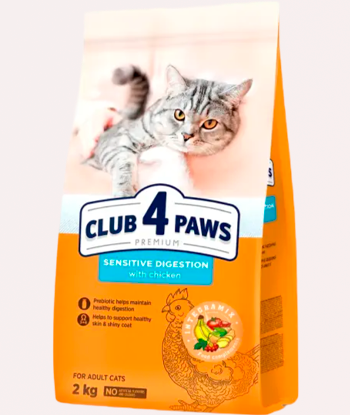 CLUB 4 PAWS
PREMIUM
SENSITIVE DIGESTION
with chicken
Prebiotic helps maintain
healthy digestion
Helps to support healthy
skin & shiny coat
FOR ADULT CATS
2 kg NO